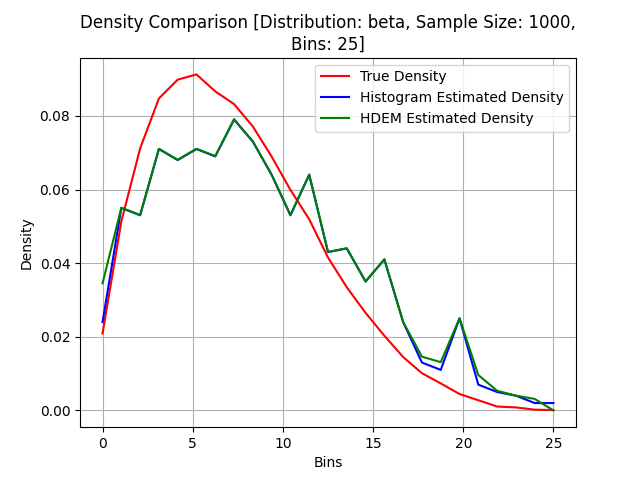 Density Comparison [Distribution: beta, Sample Size: 1000,
Bins: 25]
True Density
Histogram Estimated Density
HDEM Estimated Density
Density
0.08
0.06
0.04
0.02
0.00
0 5 10 15 20 25
Bins